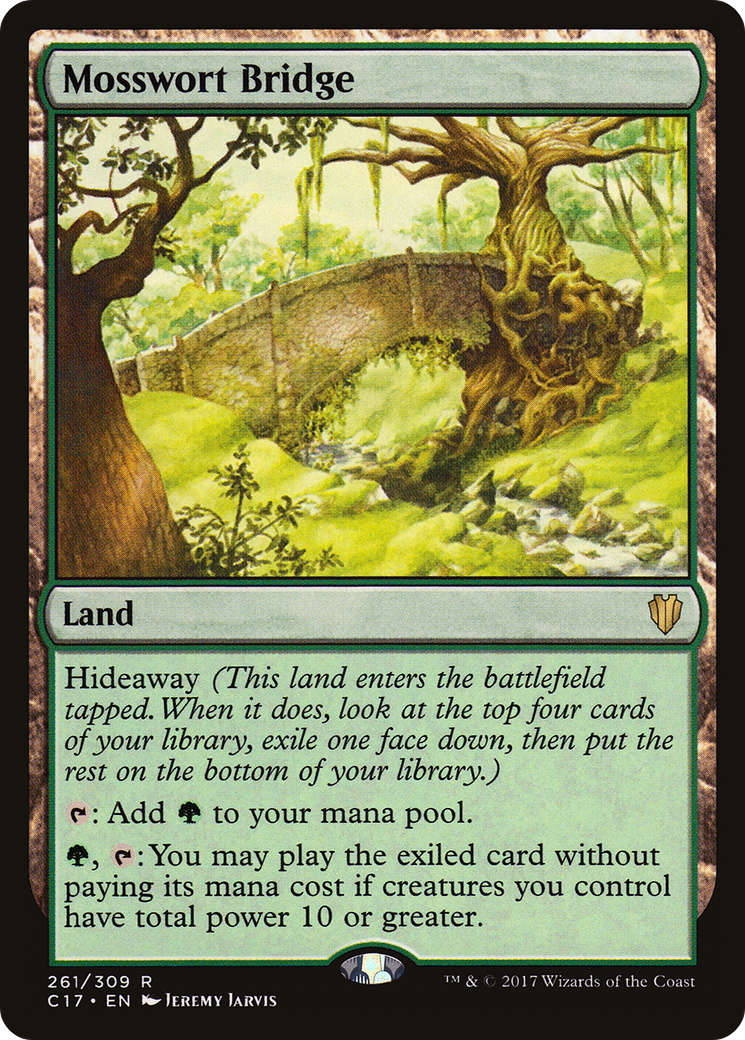 Mosswort Bridge
Land
Hideaway (This land enters the battlefield
tapped. When it does, look at the top four cards
of your library, exile one face down, then put the
rest on the bottom of your library.)
: Add to your mana pool.
, : You may play the exiled card without
paying its mana cost if creatures you control
have total power 10 or greater.
261/309 R
™ & © 2017 Wizards of the Coast
C17 • EN JEREMY JARVIS